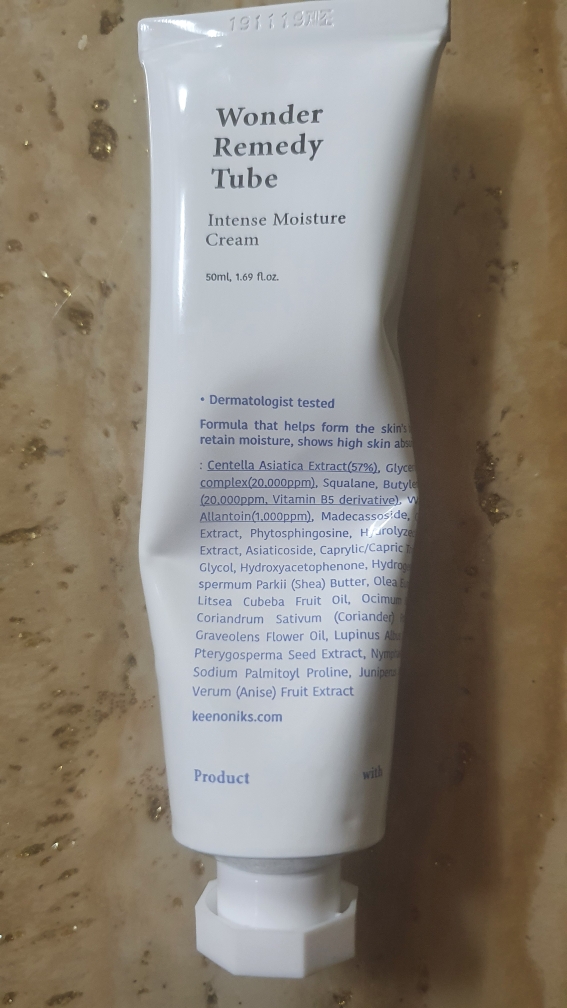 191119
Wonder
Remedy
Tube
Intense Moisture
Cream
50ml, 1.69 fl.oz.
• Dermatologist tested
Formula that helps form the skin's
retain moisture, shows high skin
: Centella Asiatica Extract(57%),
complex(20,000ppm), Squalane,
(20,000ppm, Vitamin B5 derivative),
Allantoin(1,000ppm), Madecassoside,
Extract, Phytosphingosine,
Extract, Asiaticoside, Caprylic/Capric
Glycol, Hydroxyacetophenone,
spermum Parkii (Shea) Butter, Olea
Litsea Cubeba Fruit Oil, Ocimum
Coriandrum Sativum (Coriander)
Graveolens Flower Oil, Lupinus
Pterygosperma Seed Extract,
Sodium Palmitoyl Proline,
Verum (Anise) Fruit Extract
keenoniks.com
Product with